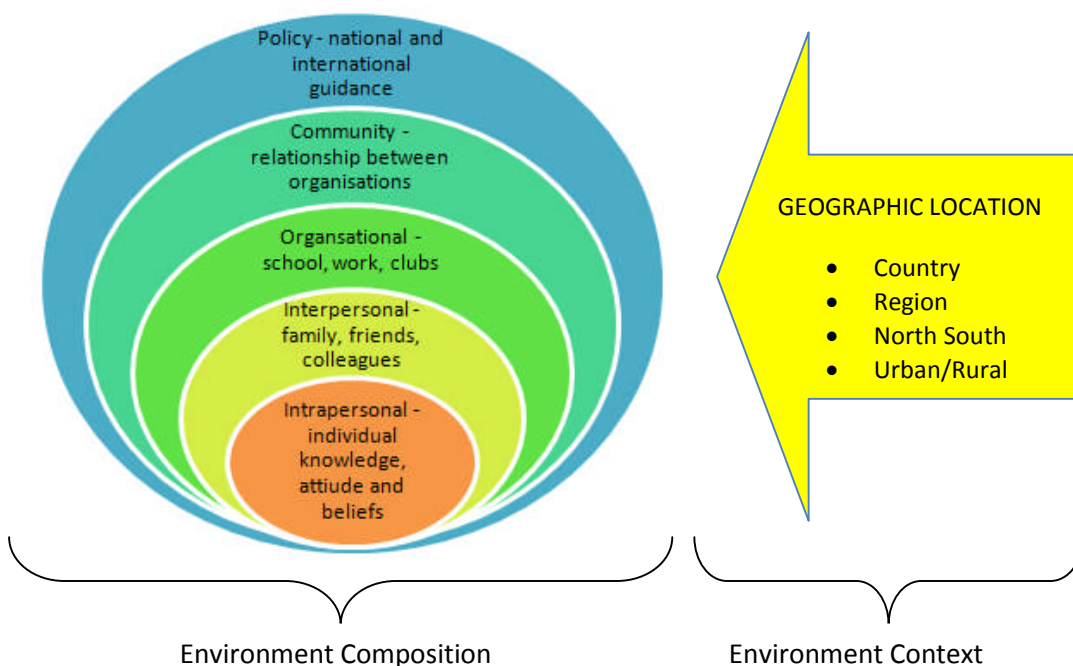 Policy - national and
international
guidance
Community -
relationship between
organisations
Organsational -
school, work, clubs
Interpersonal -
family, friends,
colleagues
Intrapersonal -
individual
knowledge,
attiude and
beliefs
GEOGRAPHIC LOCATION
• Country
• Region
• North South
• Urban/Rural
Environment Composition
Environment Context